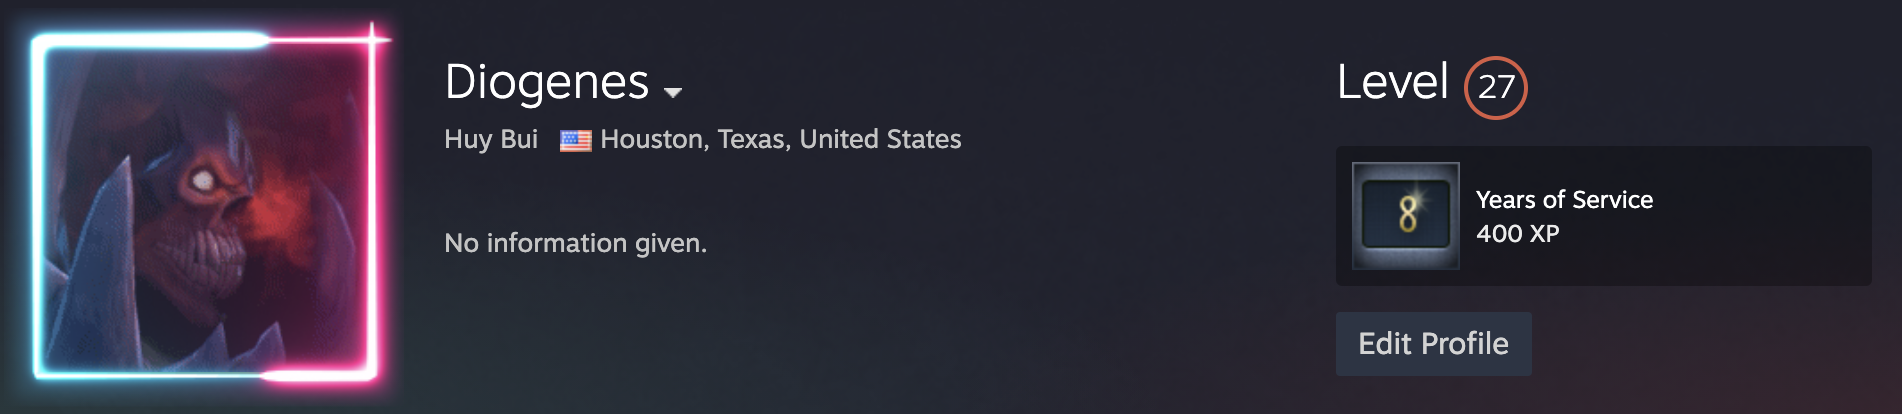 Diogenes
Huy Bui Houston, Texas, United States
No information given.
Level 27
8
Years of Service
400 XP
Edit Profile